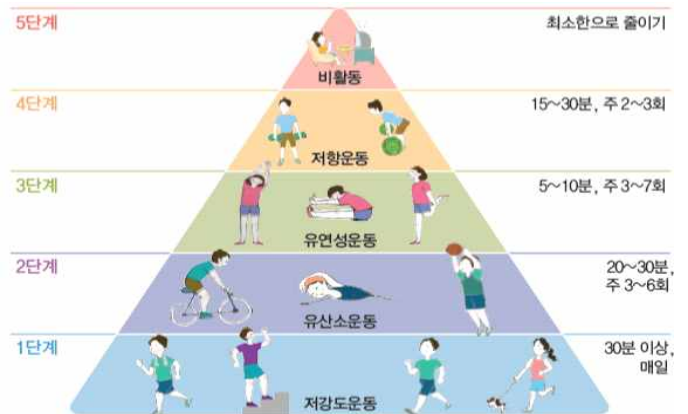 5단계
최소한으로 줄이기
비활동
4단계
15~30분, 주 2~3회
저항운동
3단계
5~10분, 주 3~7회
유연성운동
2단계
20~30분,
주 3~6회
유산소운동
1단계
30분 이상,
매일
저강도운동